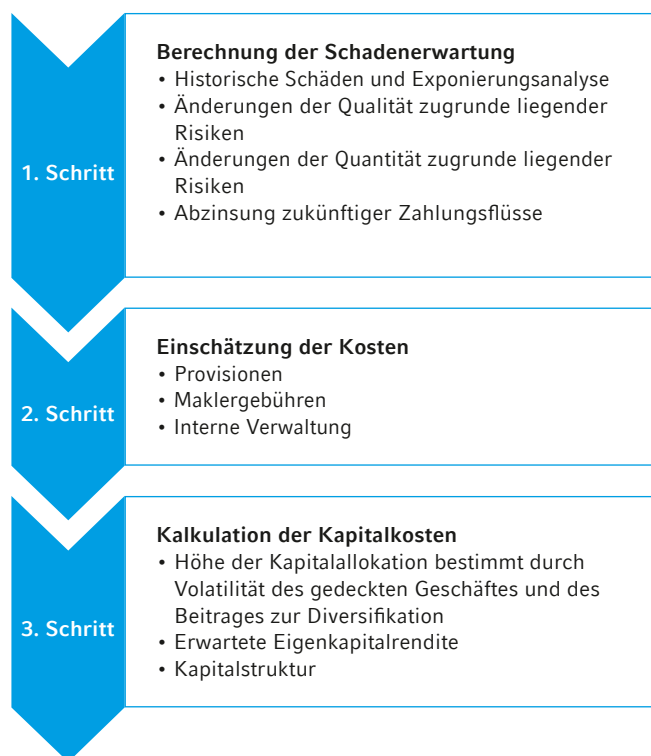 1. Schritt
Berechnung der Schadenerwartung
• Historische Schäden und Exponierungsanalyse
• Änderungen der Qualität zugrunde liegender
Risiken
• Änderungen der Quantität zugrunde liegender
Risiken
• Abzinsung zukünftiger Zahlungsflüsse
2. Schritt
Einschätzung der Kosten
• Provisionen
• Maklergebühren
• Interne Verwaltung
3. Schritt
Kalkulation der Kapitalkosten
• Höhe der Kapitalallokation bestimmt durch
Volatilität des gedeckten Geschäftes und des
Beitrages zur Diversifikation
• Erwartete Eigenkapitalrendite
• Kapitalstruktur